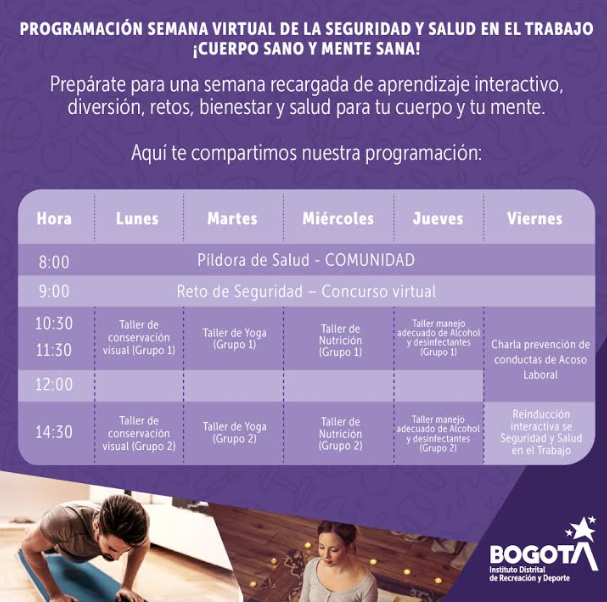 PROGRAMACIÓN SEMANA VIRTUAL DE LA SEGURIDAD Y SALUD EN EL TRABAJO
¡CUERPO SANO Y MENTE SANA!
Prepárate para una semana recargada de aprendizaje interactivo,
diversión, retos, bienestar y salud para tu cuerpo y tu mente.
Aquí te compartimos nuestra programación:
Hora Lunes Martes Miércoles Jueves Viernes
8:00 Píldora de Salud - COMUNIDAD
9:00 Reto de Seguridad – Concurso virtual
10:30
11:30
Taller de
conservación
visual (Grupo 1)
Taller de Yoga
(Grupo 1)
Taller de
Nutrición
(Grupo 1)
Taller manejo
adecuado de Alcohol
y desinfectantes
(Grupo 1)
Charla prevención de
conductas de Acoso
Laboral
12:00
14:30
Taller de
conservación
visual (Grupo 2)
Taller de Yoga
(Grupo 2)
Taller de
Nutrición
(Grupo 2)
Taller manejo
adecuado de Alcohol
y desinfectantes
(Grupo 2)
Reinducción
interactiva se
Seguridad y Salud
en el Trabajo
BOGOTÁ
Instituto Distrital
de Recreación y Deporte